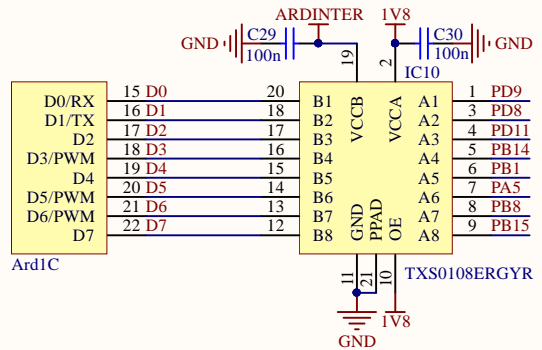 ARDINTER 1V8
GND C29 100n C30 100n GND
19 2 IC10
D0/RX 15 D0 20 B1 VCCB VCCA A1 1 PD9
D1/TX 16 D1 18 B2 A2 3 PD8
D2 17 D2 17 B3 A3 4 PD11
D3/PWM 18 D3 16 B4 A4 5 PB14
D4 19 D4 15 B5 A5 6 PB1
D5/PWM 20 D5 14 B6 A6 7 PA5
D6/PWM 21 D6 13 B7 A7 8 PB8
D7 22 D7 12 B8 GND PPAD OE A8 9 PB15
Ard1C 11 21 10 TXS0108ERGYR
1V8
GND